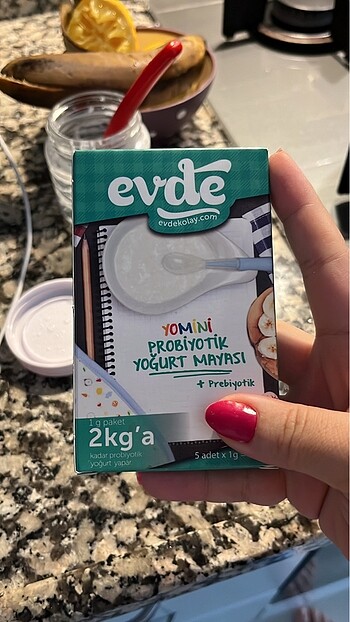 evde
evdekolay.com
YOMİNİ
PROBİYOTİK
YOĞURT MAYASI
+ Prebiyotik
1 g paket
2kg'a
kadar probiyotik
yoğurt yapar
5 adet x 1g